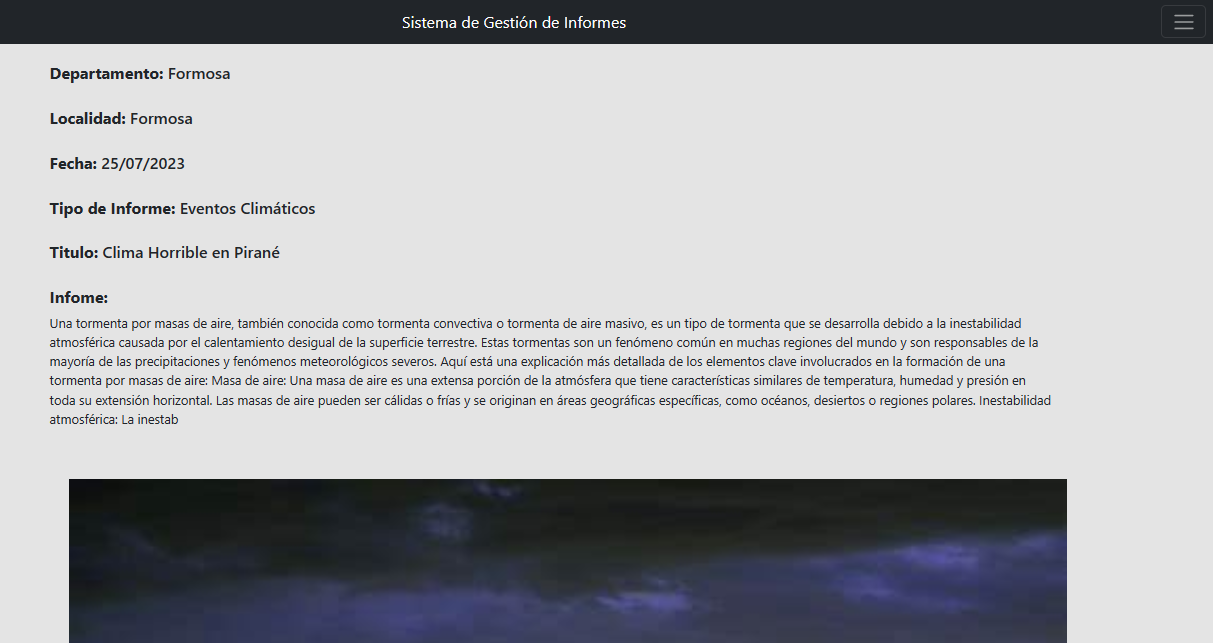 Sistema de Gestión de Informes
Departamento: Formosa
Localidad: Formosa
Fecha: 25/07/2023
Tipo de Informe: Eventos Climáticos
Titulo: Clima Horrible en Pirané
Infome:
Una tormenta por masas de aire, también conocida como tormenta convectiva o tormenta de aire masivo, es un tipo de tormenta que se desarrolla debido a la inestabilidad
atmosférica causada por el calentamiento desigual de la superficie terrestre. Estas tormentas son un fenómeno común en muchas regiones del mundo y son responsables de la
mayoría de las precipitaciones y fenómenos meteorológicos severos. Aquí está una explicación más detallada de los elementos clave involucrados en la formación de una
tormenta por masas de aire: Masa de aire: Una masa de aire es una extensa porción de la atmósfera que tiene características similares de temperatura, humedad y presión en
toda su extensión horizontal. Las masas de aire pueden ser cálidas o frías y se originan en áreas geográficas específicas, como océanos, desiertos o regiones polares. Inestabilidad
atmosférica: La inestab